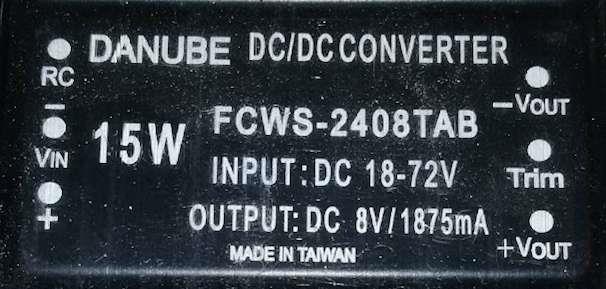 DANUBE DC/DC CONVERTER
RC
−
VIN
+
15W
FCWS-2408TAB
INPUT: DC 18-72V
OUTPUT: DC 8V/1875mA
MADE IN TAIWAN
−VOUT
Trim
+VOUT